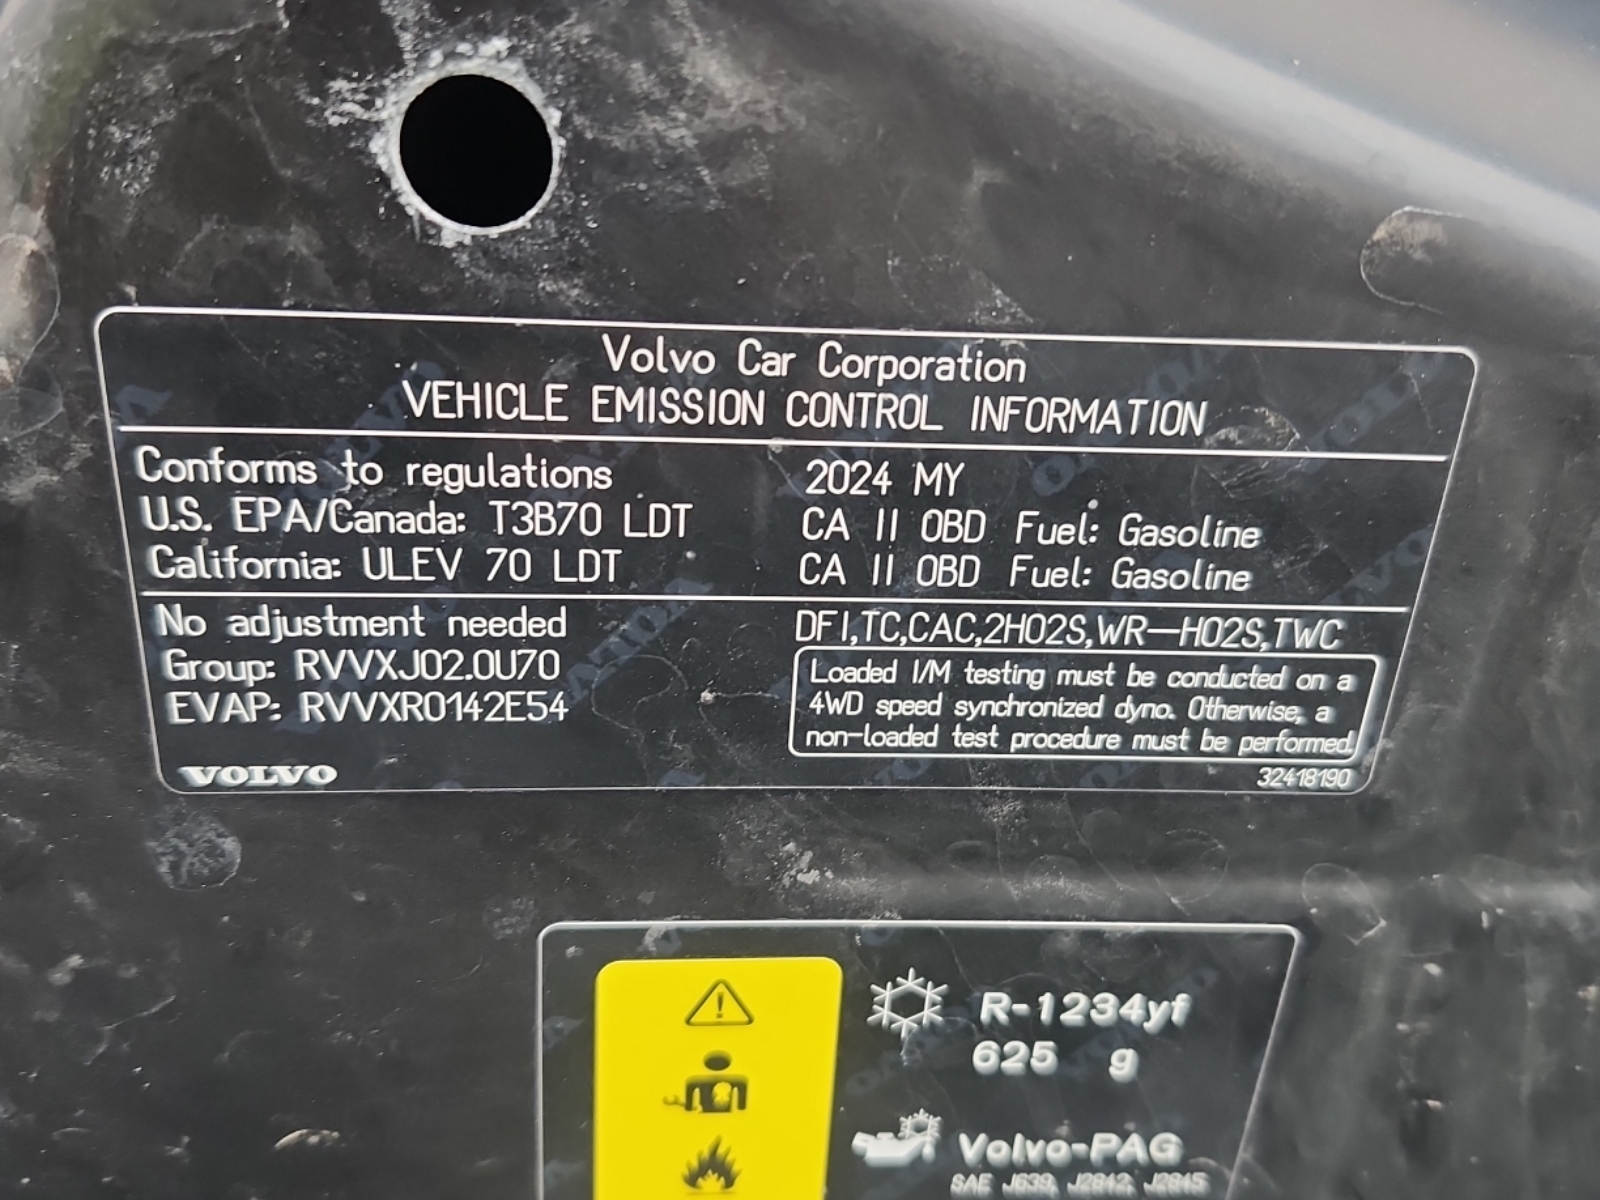 Volvo Car Corporation
VEHICLE EMISSION CONTROL INFORMATION
Conforms to regulations 2024 MY
U.S. EPA/Canada: T3B70 LDT CA II OBD Fuel: Gasoline
California: ULEV 70 LDT CA II OBD Fuel: Gasoline
No adjustment needed DFI,TC,CAC,2HO2S,WR-HO2S,TWC
Group: RVVXJ02.0U70
EVAP: RVVXR0142E54
Loaded I/M testing must be conducted on a
4WD speed synchronized dyno. Otherwise, a
non-loaded test procedure must be performed.
VOLVO 32418190
R-1234yf
625 g
Volvo-PAG
SAE J639, J2842, J2845